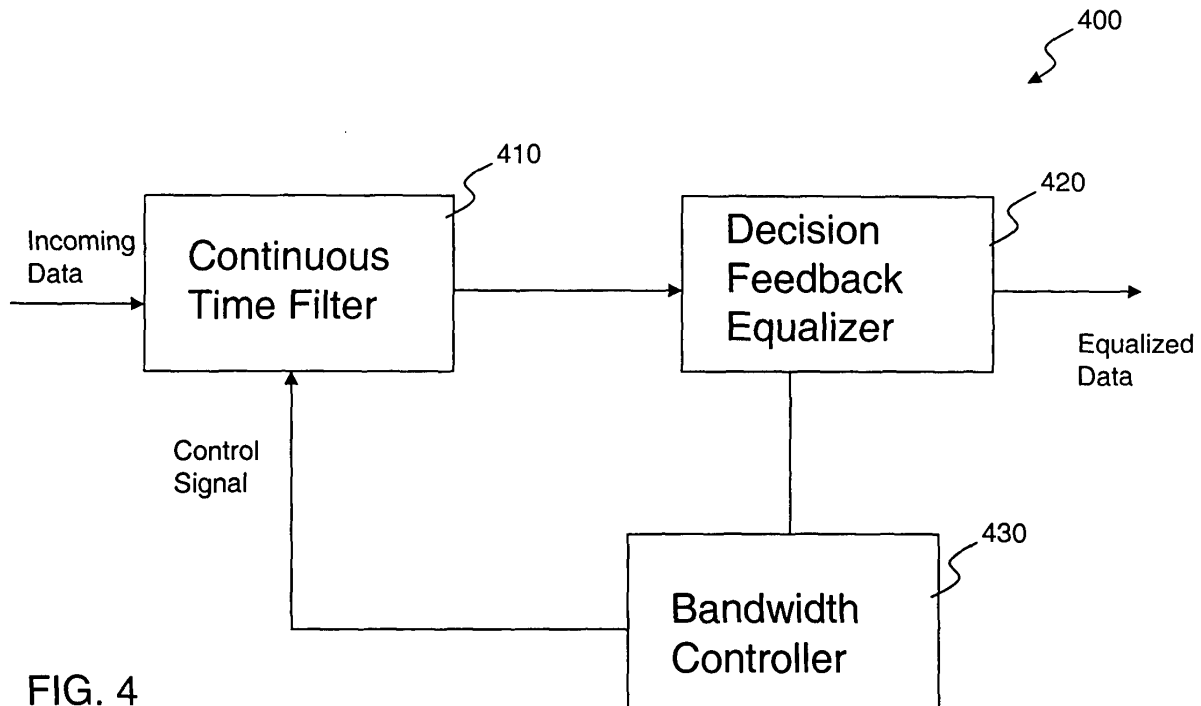 400
410
420
Incoming
Data
Continuous
Time Filter
Decision
Feedback
Equalizer
Equalized
Data
Control
Signal
430
Bandwidth
Controller
FIG. 4